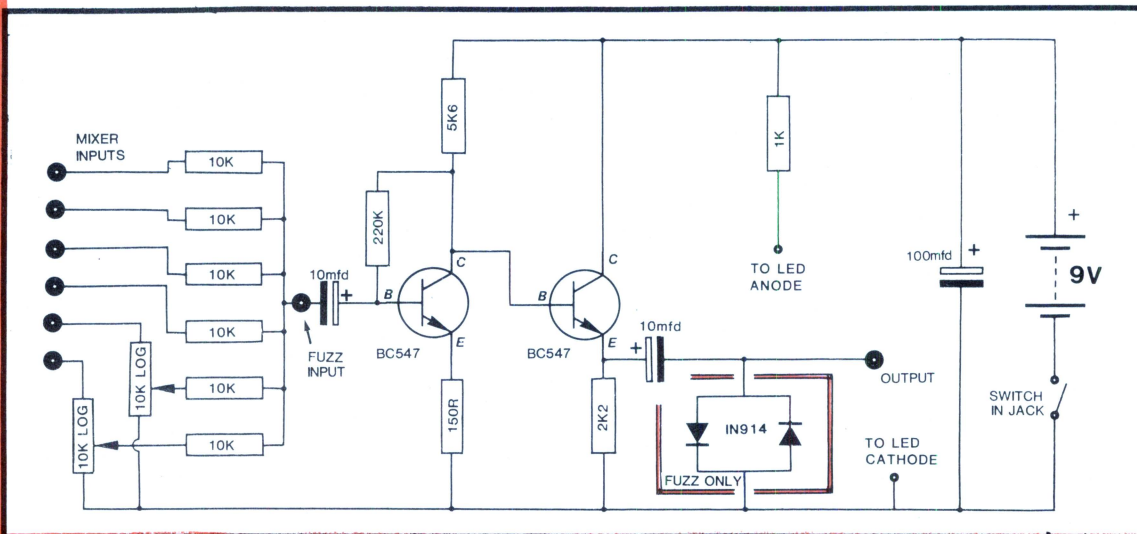 MIXER
INPUTS
10K
10K
10K
10K
10K
10K
10K LOG
10K LOG
FUZZ
INPUT
10mfd
+
220K
5K6
B
C
E
BC547
150R
B
C
E
BC547
10mfd
+
2K2
IN914
FUZZ ONLY
1K
TO LED
ANODE
OUTPUT
TO LED
CATHODE
100mfd
+
+
9V
SWITCH
IN JACK